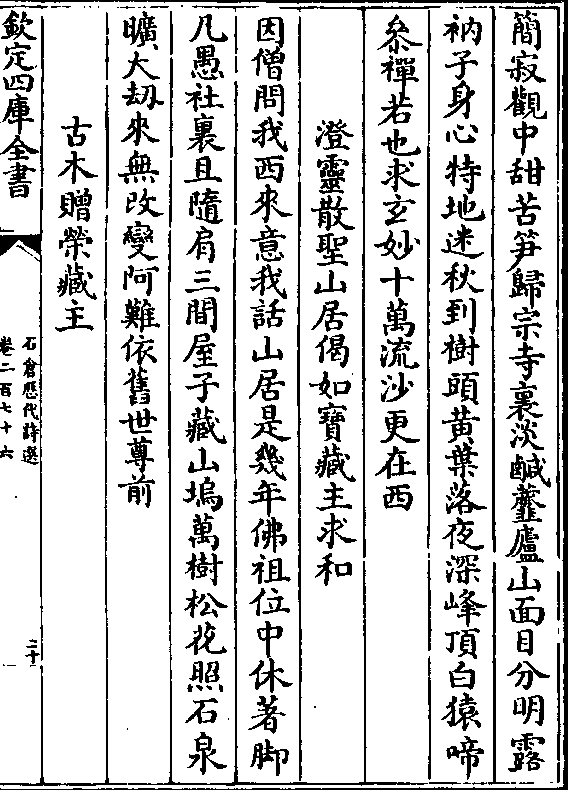 簡寂觀中甜苦笋歸宗寺裏淡鹹虀廬山面目分明露
衲子身心特地迷秋到樹頭黄葉落夜深峰頂白猿啼
叅禪若也求玄妙十萬流沙更在西
澄靈散聖山居偈如寶藏主求和
因僧問我西來意我話山居是幾年佛祖位中休著脚
凡愚社裏且隨肩三間屋子藏山塢萬樹松花照石泉
曠大劫來無改變阿難依舊世尊前
古木贈榮藏主
欽定四庫全書
石倉歷代詩選
卷二百七十六
二十